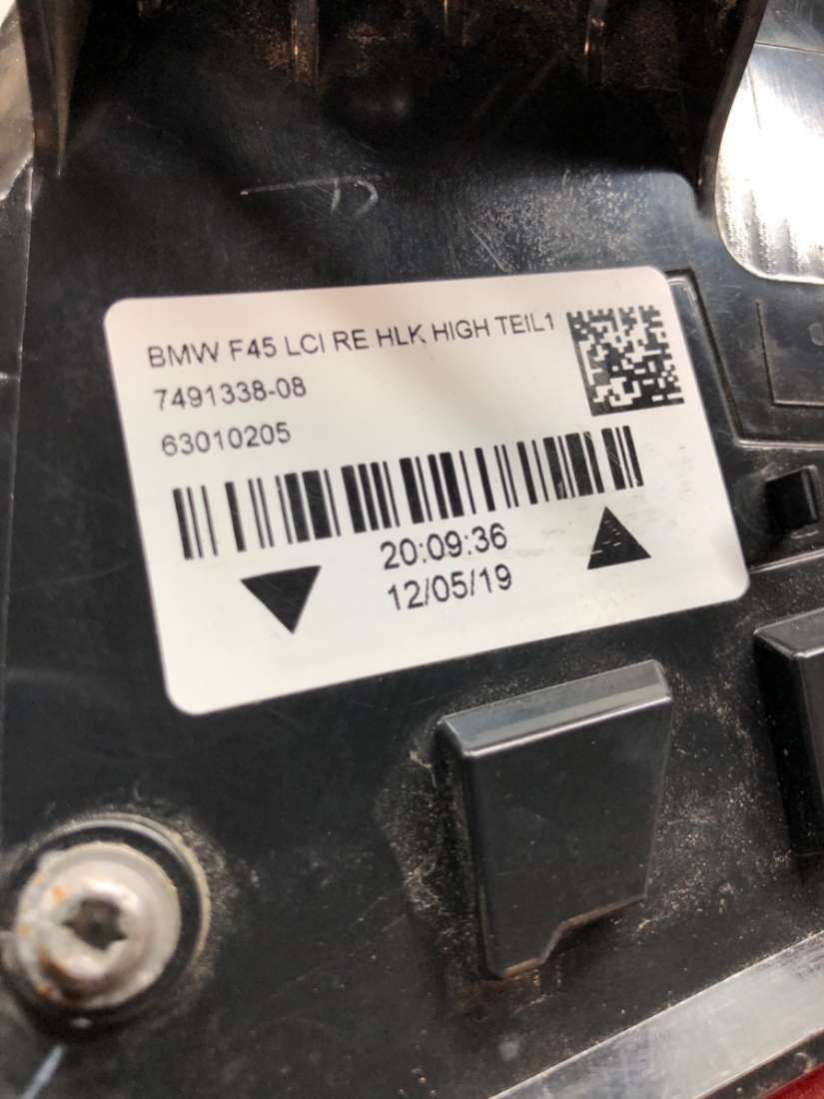 BMW F45 LCI RE HLK HIGH TEIL1
7491338-08
63010205
20:09:36
12/05/19